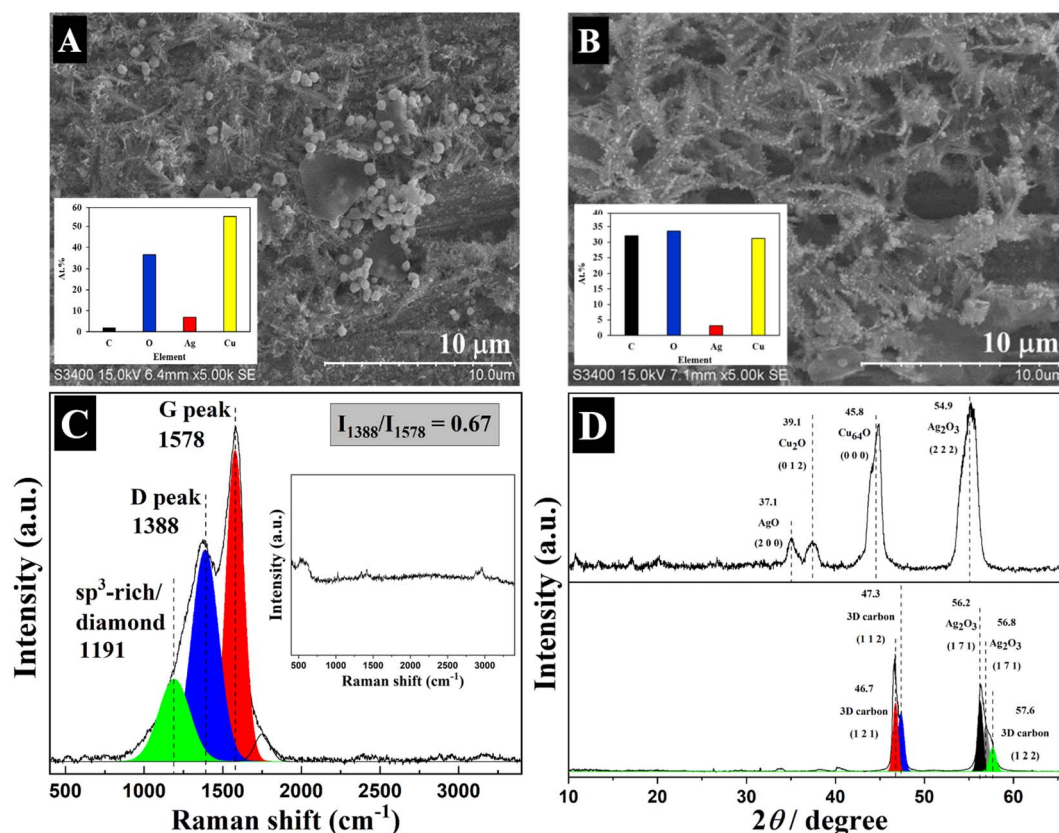 A
60
50
40
30
20
10
0
At.%
C O Ag Cu
Element
10 μm
S3400 15.0kV 6.4mm x5.00k SE
10.0um
B
40
35
30
25
20
15
10
5
0
At.%
C O Ag Cu
Element
10 μm
S3400 15.0kV 7.1mm x5.00k SE
10.0um
C
G peak
1578
I₁₃₈₈/I₁₅₇₈ = 0.67
D peak
1388
sp³-rich/
diamond
1191
Intensity (a.u.)
500 1000 1500 2000 2500 3000
Raman shift (cm⁻¹)
Intensity (a.u.)
500 1000 1500 2000 2500 3000
Raman shift (cm⁻¹)
D
54.9
Ag₂O₃
(2 2 2)
45.8
Cu₆₄O
(0 0 0)
39.1
Cu₂O
(0 1 2)
37.1
AgO
(2 0 0)
47.3
3D carbon
(1 1 2)
56.2
Ag₂O₃
(1 7 1)
56.8
Ag₂O₃
(1 7 1)
46.7
3D carbon
(1 2 1)
57.6
3D carbon
(1 2 2)
Intensity (a.u.)
10 20 30 40 50 60
2θ / degree